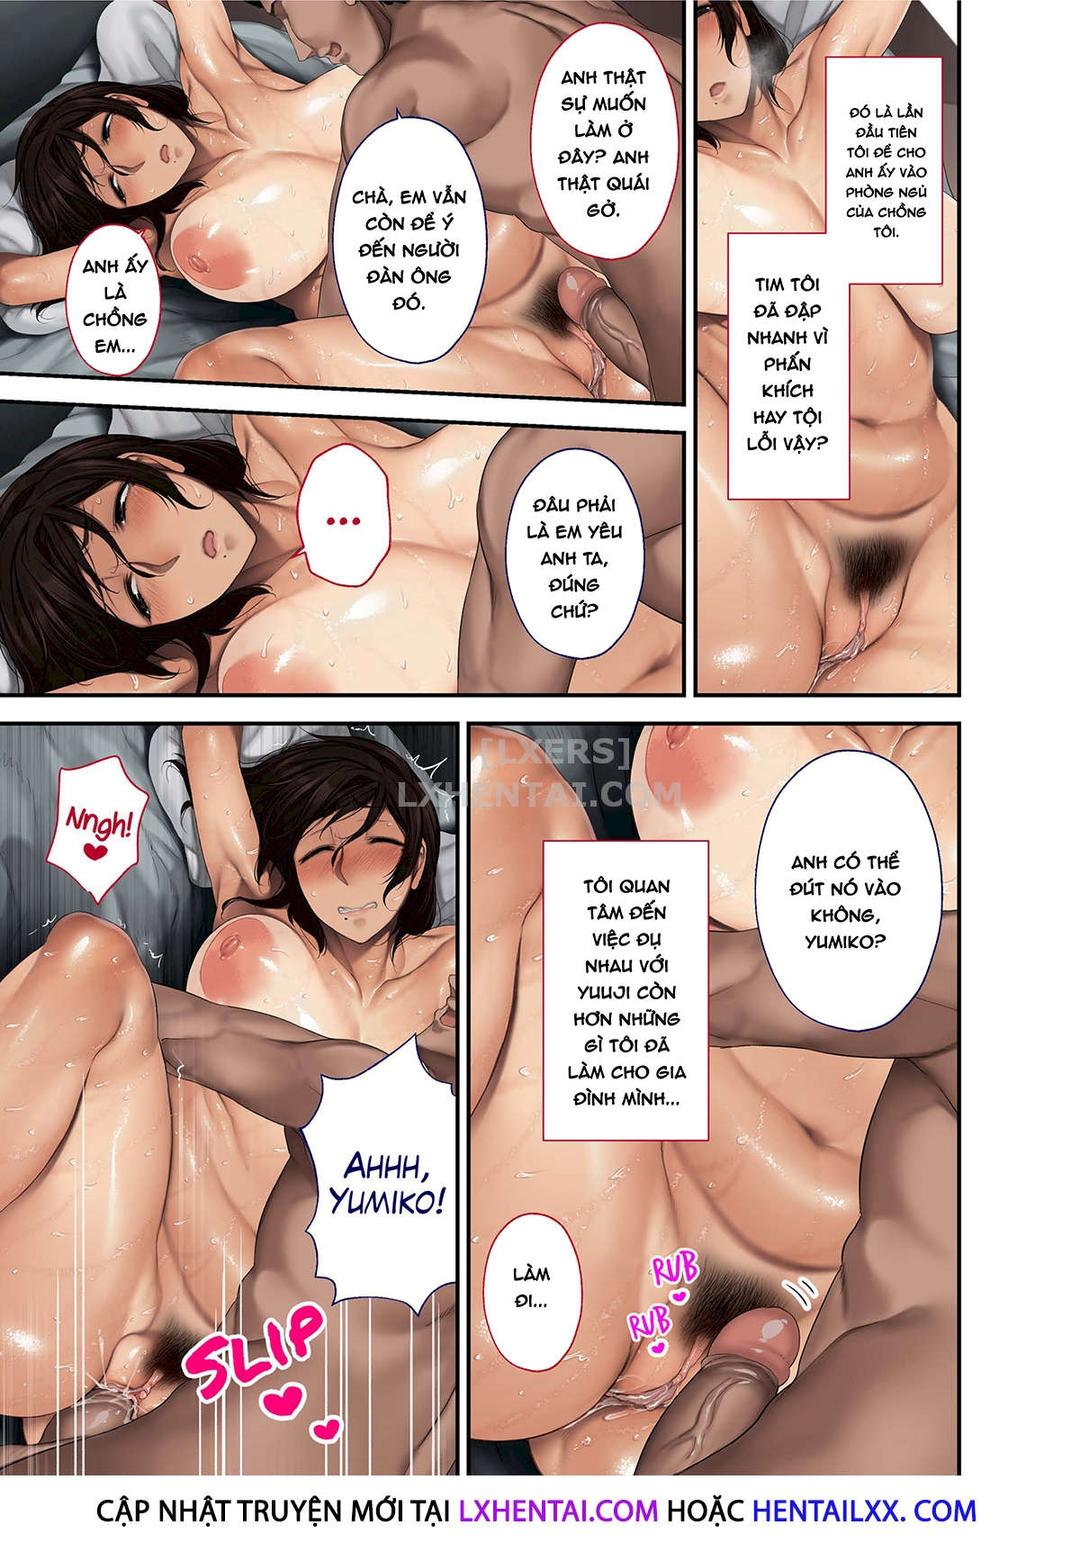 ĐÓ LÀ LẦN
ĐẦU TIÊN
TÔI ĐỂ CHO
ANH ẤY VÀO
PHÒNG NGỦ
CỦA CHỒNG
TÔI.
TIM TÔI
ĐÃ ĐẬP
NHANH VÌ
PHẤN
KHÍCH
HAY TỘI
LỖI VẬY?
ANH THẬT
SỰ MUỐN
LÀM Ở
ĐÂY? ANH
THẬT QUÁI
GỞ.
CHÀ, EM VẪN
CÒN ĐỂ Ý
ĐẾN NGƯỜI
ĐÀN ÔNG
ĐÓ.
ANH ẤY
LÀ
CHỒNG
EM...
ĐÂU PHẢI
LÀ EM YÊU
ANH TA,
ĐÚNG
CHỨ?
...
[LXERS]
LXHENTAI.COM
ANH CÓ THỂ
ĐÚT NÓ VÀO
KHÔNG,
YUMIKO?
TÔI QUAN
TÂM ĐẾN
VIỆC ĐỤ
NHAU VỚI
YUUJI CÒN
HƠN NHỮNG
GÌ TÔI ĐÃ
LÀM CHO GIA
ĐÌNH MÌNH...
RUB
RUB
LÀM
ĐI...
Nngh!
AHHH,
YUMIKO!
SLIP
CẬP NHẬT TRUYỆN MỚI TẠI LXHENTAI.COM HOẶC HENTAILXX. COM